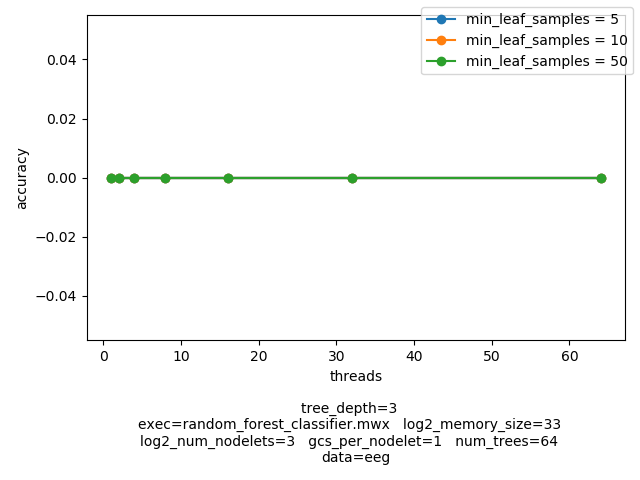 min_leaf_samples = 5
min_leaf_samples = 10
min_leaf_samples = 50
0.04
0.02
0.00
−0.02
−0.04
accuracy
0 10 20 30 40 50 60
threads
tree_depth=3
exec=random_forest_classifier.mwx log2_memory_size=33
log2_num_nodelets=3 gcs_per_nodelet=1 num_trees=64
data=eeg